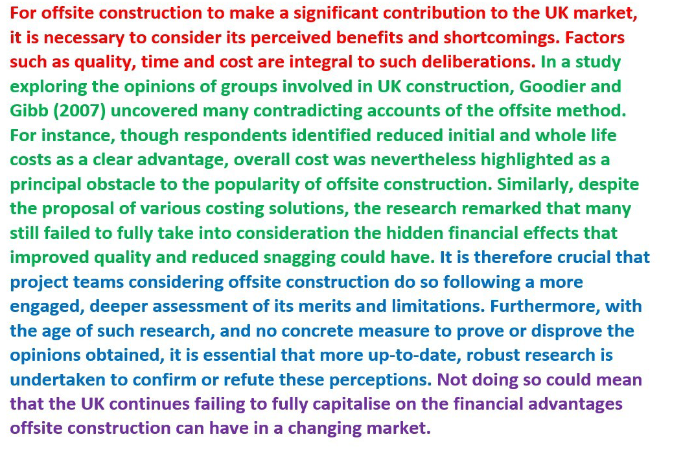 For offsite construction to make a significant contribution to the UK market,
it is necessary to consider its perceived benefits and shortcomings. Factors
such as quality, time and cost are integral to such deliberations. In a study
exploring the opinions of groups involved in UK construction, Goodier and
Gibb (2007) uncovered many contradicting accounts of the offsite method.
For instance, though respondents identified reduced initial and whole life
costs as a clear advantage, overall cost was nevertheless highlighted as a
principal obstacle to the popularity of offsite construction. Similarly, despite
the proposal of various costing solutions, the research remarked that many
still failed to fully take into consideration the hidden financial effects that
improved quality and reduced snagging could have. It is therefore crucial that
project teams considering offsite construction do so following a more
engaged, deeper assessment of its merits and limitations. Furthermore, with
the age of such research, and no concrete measure to prove or disprove the
opinions obtained, it is essential that more up-to-date, robust research is
undertaken to confirm or refute these perceptions. Not doing so could mean
that the UK continues failing to fully capitalise on the financial advantages
offsite construction can have in a changing market.